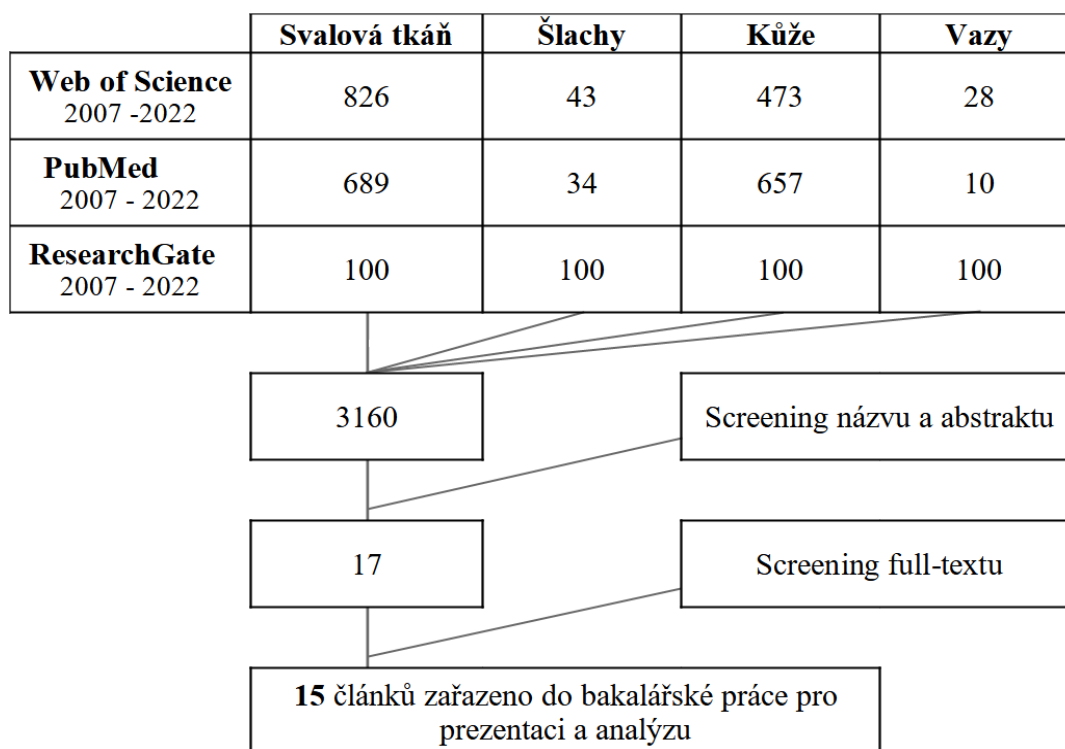 Svalová tkáň Šlachy Kůže Vazy
Web of Science 826 43 473 28
2007 -2022
PubMed 689 34 657 10
2007 - 2022
ResearchGate 100 100 100 100
2007 - 2022
3160 Screening názvu a abstraktu
17 Screening full-textu
15 článků zařazeno do bakalářské práce pro
prezentaci a analýzu